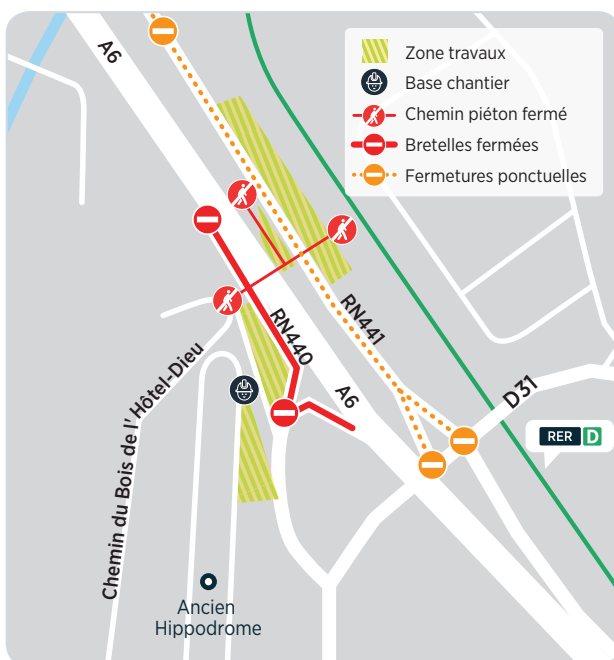 A6
Zone travaux
Base chantier
Chemin piéton fermé
Bretelles fermées
Fermetures ponctuelles
RN441
RN440
A6
D31
Chemin du Bois de l'Hôtel-Dieu
RER D
Ancien
Hippodrome